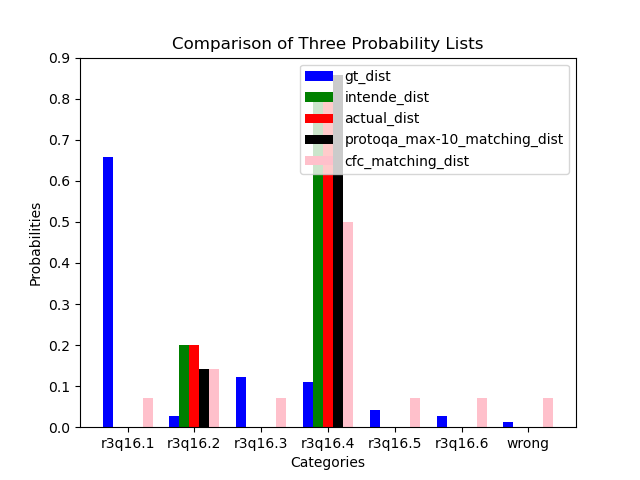 Comparison of Three Probability Lists
0.9
0.8
0.7
0.6
0.5
0.4
0.3
0.2
0.1
0.0
Probabilities
gt_dist
intende_dist
actual_dist
protoqa_max-10_matching_dist
cfc_matching_dist
r3q16.1 r3q16.2 r3q16.3 r3q16.4 r3q16.5 r3q16.6 wrong
Categories